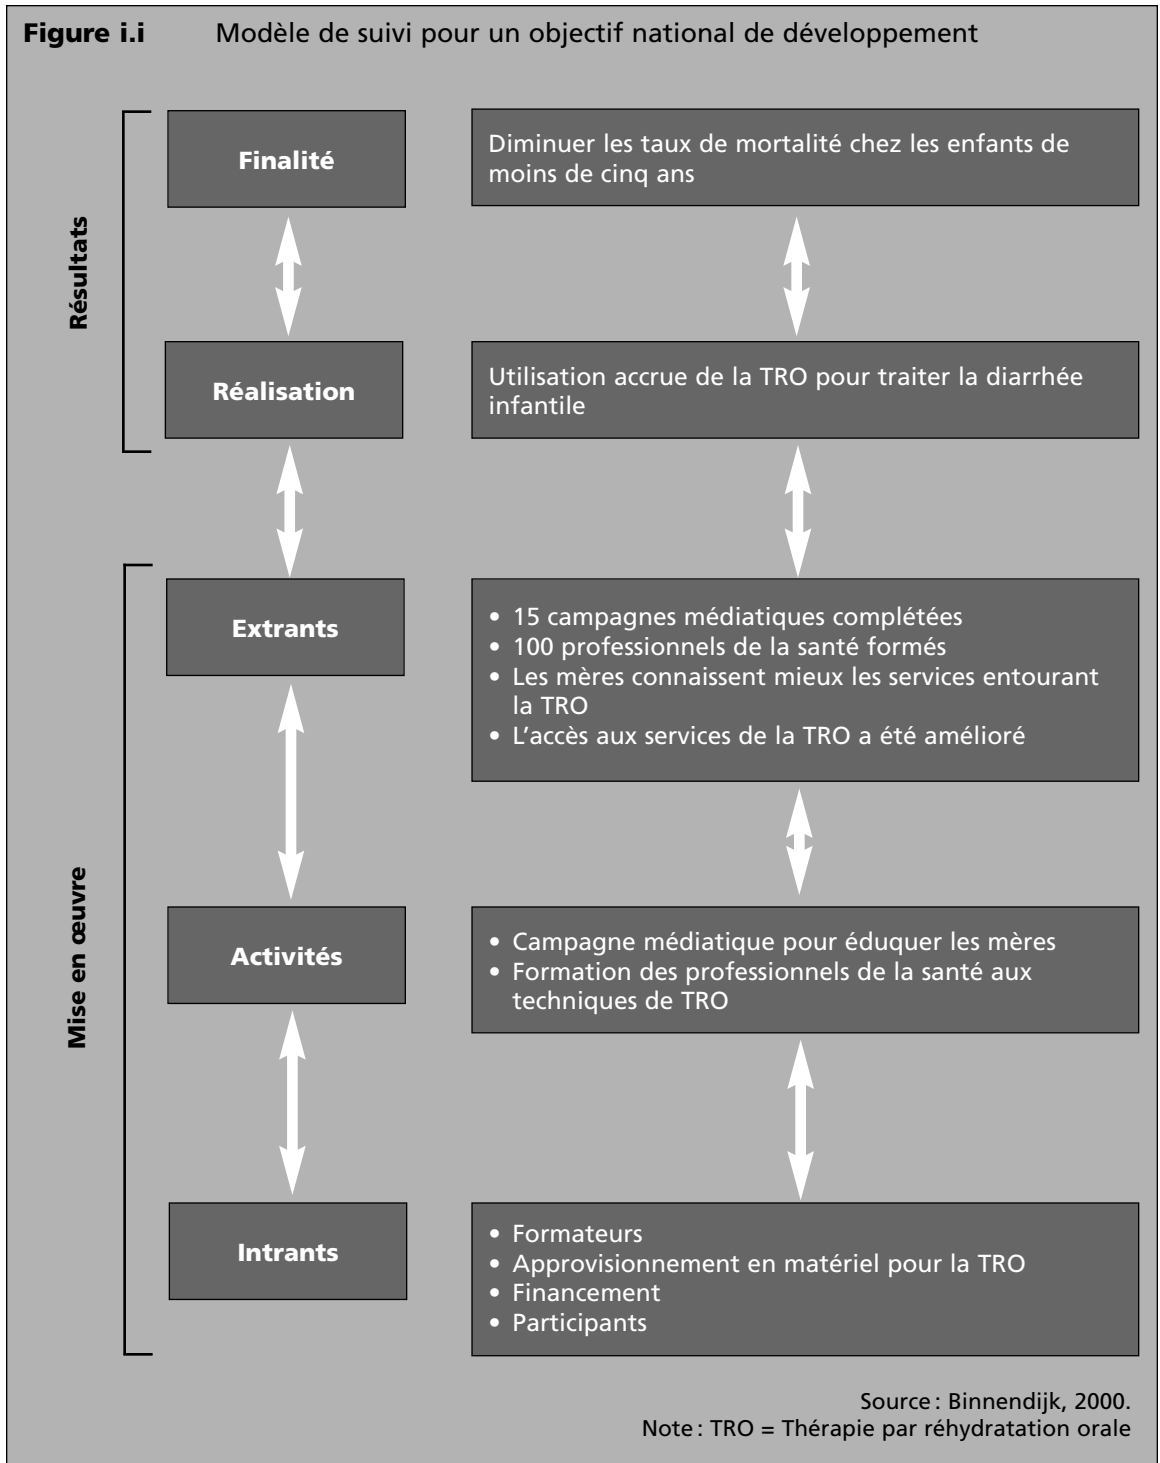 Figure i.i Modèle de suivi pour un objectif national de développement
Résultats
Finalité
Diminuer les taux de mortalité chez les enfants de
moins de cinq ans
Réalisation
Utilisation accrue de la TRO pour traiter la diarrhée
infantile
Mise en œuvre
Extrants
• 15 campagnes médiatiques complétées
• 100 professionnels de la santé formés
• Les mères connaissent mieux les services entourant
la TRO
• L’accès aux services de la TRO a été amélioré
Activités
• Campagne médiatique pour éduquer les mères
• Formation des professionnels de la santé aux
techniques de TRO
Intrants
• Formateurs
• Approvisionnement en matériel pour la TRO
• Financement
• Participants
Source : Binnendijk, 2000.
Note : TRO = Thérapie par réhydratation orale